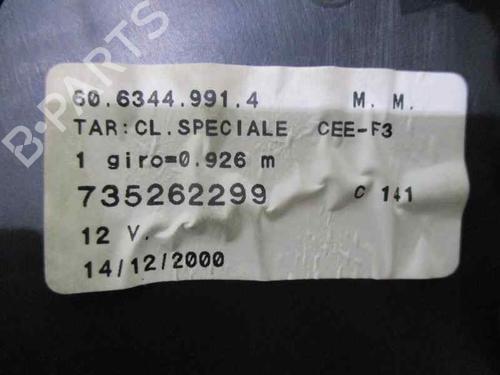 60.6344.991.4 M. M.
TAR:CL.SPECIALE CEE-F3
1 giro=0.926 m
735262299 C 141
12 V.
14/12/2000
B-PARTS